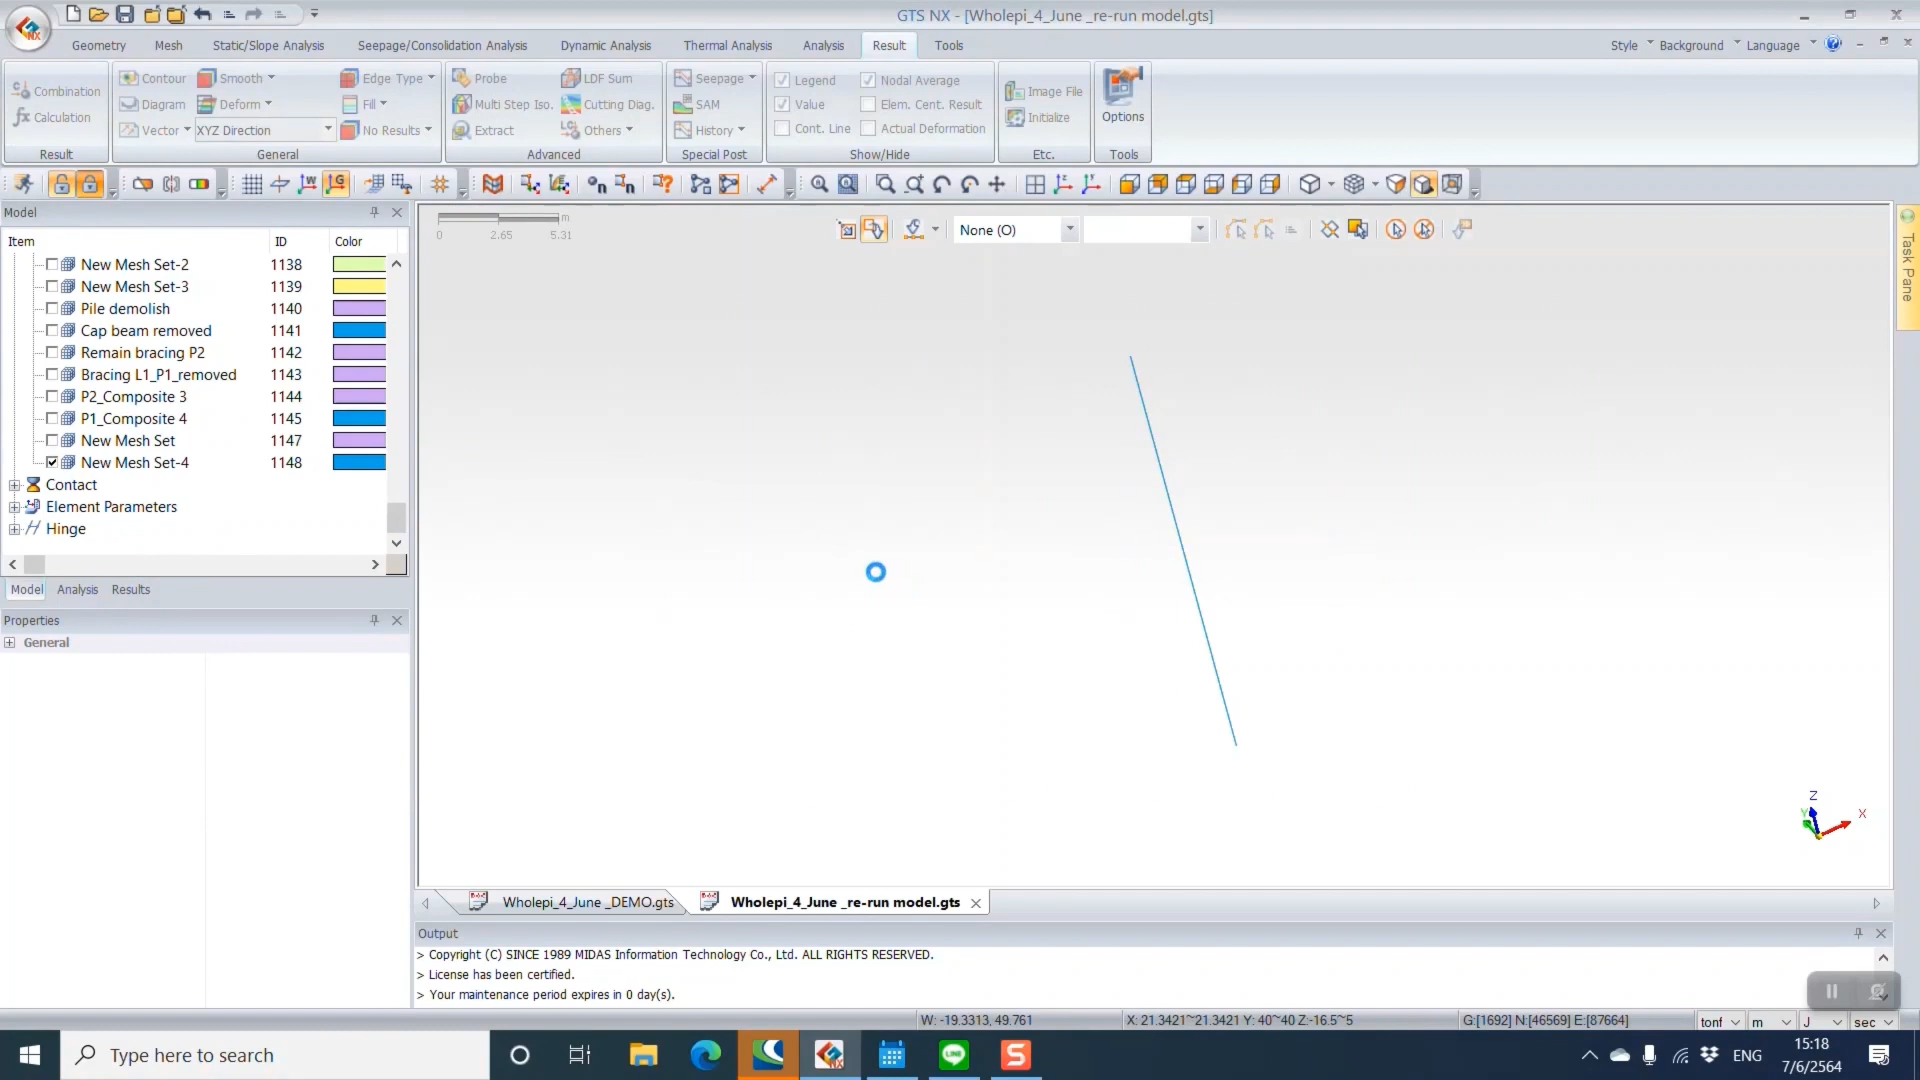 GTS NX - [Wholepi_4_June _re-run model.gts]
Geometry Mesh Static/Slope Analysis Seepage/Consolidation Analysis Dynamic Analysis Thermal Analysis Analysis Result Tools
Style Background Language
Combination
Calculation
Result
Contour Smooth Edge Type
Diagram Deform Fill
Vector XYZ Direction No Results
General
Probe LDF Sum
Multi Step Iso. Cutting Diag.
Extract Others
Advanced
Seepage
SAM
History
Special Post
Legend Nodal Average
Value Elem. Cent. Result
Cont. Line Actual Deformation
Show/Hide
Image File
Initialize
Etc.
Options
Tools
Model
Item ID Color
New Mesh Set-2 1138
New Mesh Set-3 1139
Pile demolish 1140
Cap beam removed 1141
Remain bracing P2 1142
Bracing L1_P1_removed 1143
P2_Composite 3 1144
P1_Composite 4 1145
New Mesh Set 1147
New Mesh Set-4 1148
Contact
Element Parameters
Hinge
Model Analysis Results
Properties
General
m
0 2.65 5.31
None (O)
Task Pane
Z
Y X
Wholepi_4_June _DEMO.gts
Wholepi_4_June _re-run model.gts
Output
> Copyright (C) SINCE 1989 MIDAS Information Technology Co., Ltd. ALL RIGHTS RESERVED.
> License has been certified.
> Your maintenance period expires in 0 day(s).
W: -19.3313, 49.761
X: 21.3421~21.3421 Y: 40~40 Z:-16.5~5
G:[1692] N:[46569] E:[87664]
tonf m J sec
Type here to search
ENG
15:18
7/6/2564